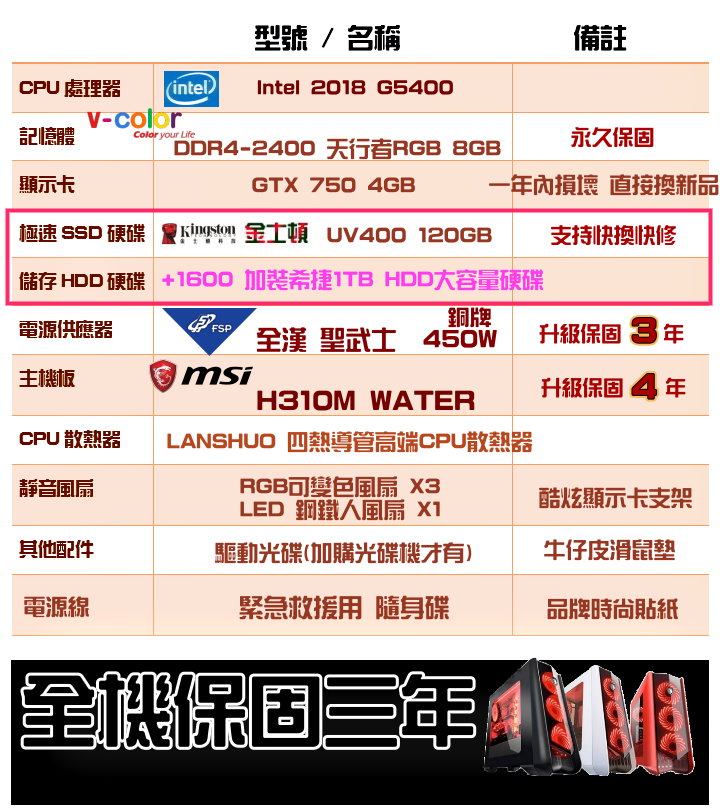 型號 / 名稱 備註
CPU 處理器 intel Intel 2018 G5400
V-color
Color your Life
記憶體 DDR4-2400 天行者RGB 8GB 永久保固
顯示卡 GTX 750 4GB 一年內損壞 直接換新品
極速 SSD 硬碟 Kingston TECHNOLOGY 金士頓科技 金士頓 UV400 120GB 支持快換快修
儲存 HDD 硬碟 +1600 加裝希捷1TB HDD大容量硬碟
電源供應器 FSP 全漢 聖武士 銅牌 450W 升級保固 3 年
主機板 msi H310M WATER 升級保固 4 年
CPU 散熱器 LANSHUO 四熱導管高端CPU散熱器
靜音風扇 RGB可變色風扇 X3
LED 鋼鐵人風扇 X1 酷炫顯示卡支架
其他配件 驅動光碟(加購光碟機才有) 牛仔皮滑鼠墊
電源線 緊急救援用 隨身碟 品牌時尚貼紙
全機保固三年